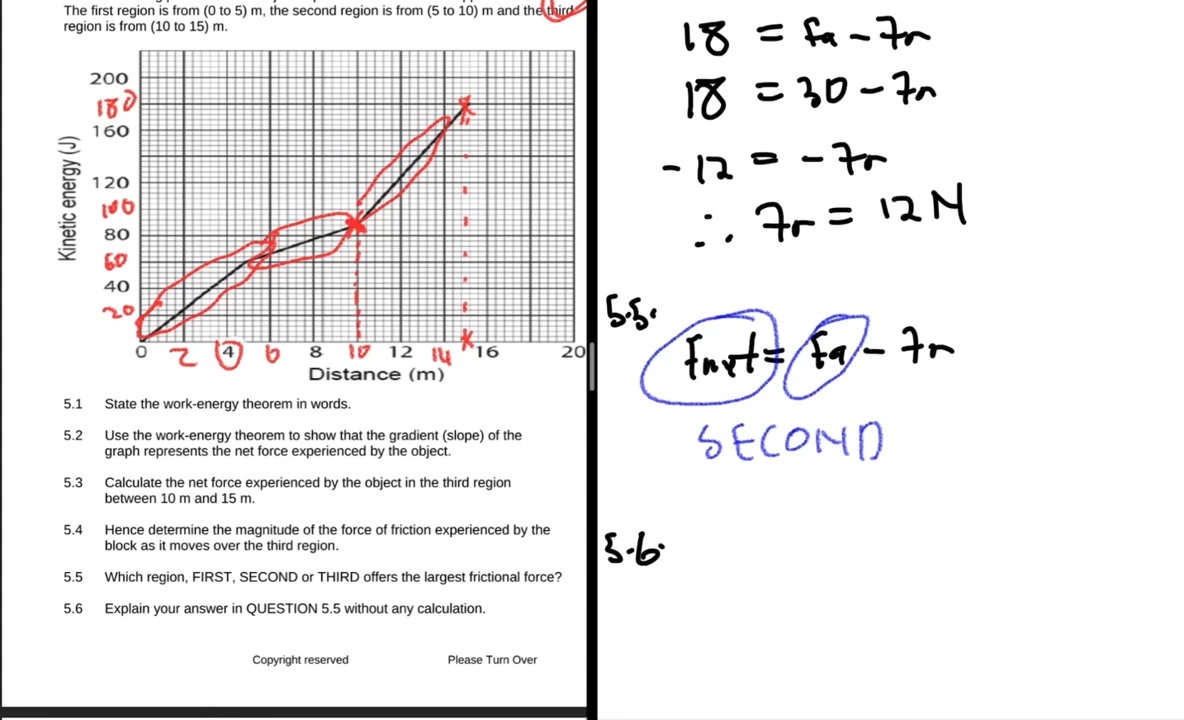 The first region is from (0 to 5) m, the second region is from (5 to 10) m and the third
region is from (10 to 15) m.
200
180
160
120
100
80
60
40
20
0 2 4 6 8 10 12 14 16 20
Kinetic energy (J)
Distance (m)
5.1 State the work-energy theorem in words.
5.2 Use the work-energy theorem to show that the gradient (slope) of the
graph represents the net force experienced by the object.
5.3 Calculate the net force experienced by the object in the third region
between 10 m and 15 m.
5.4 Hence determine the magnitude of the force of friction experienced by the
block as it moves over the third region.
5.5 Which region, FIRST, SECOND or THIRD offers the largest frictional force?
5.6 Explain your answer in QUESTION 5.5 without any calculation.
Copyright reserved Please Turn Over
18 = fa - Fr
18 = 30 - Fr
-12 = - Fr
∴ Fr = 12N
5.5.
Fnet = fa - Fr
SECOND
5.6.